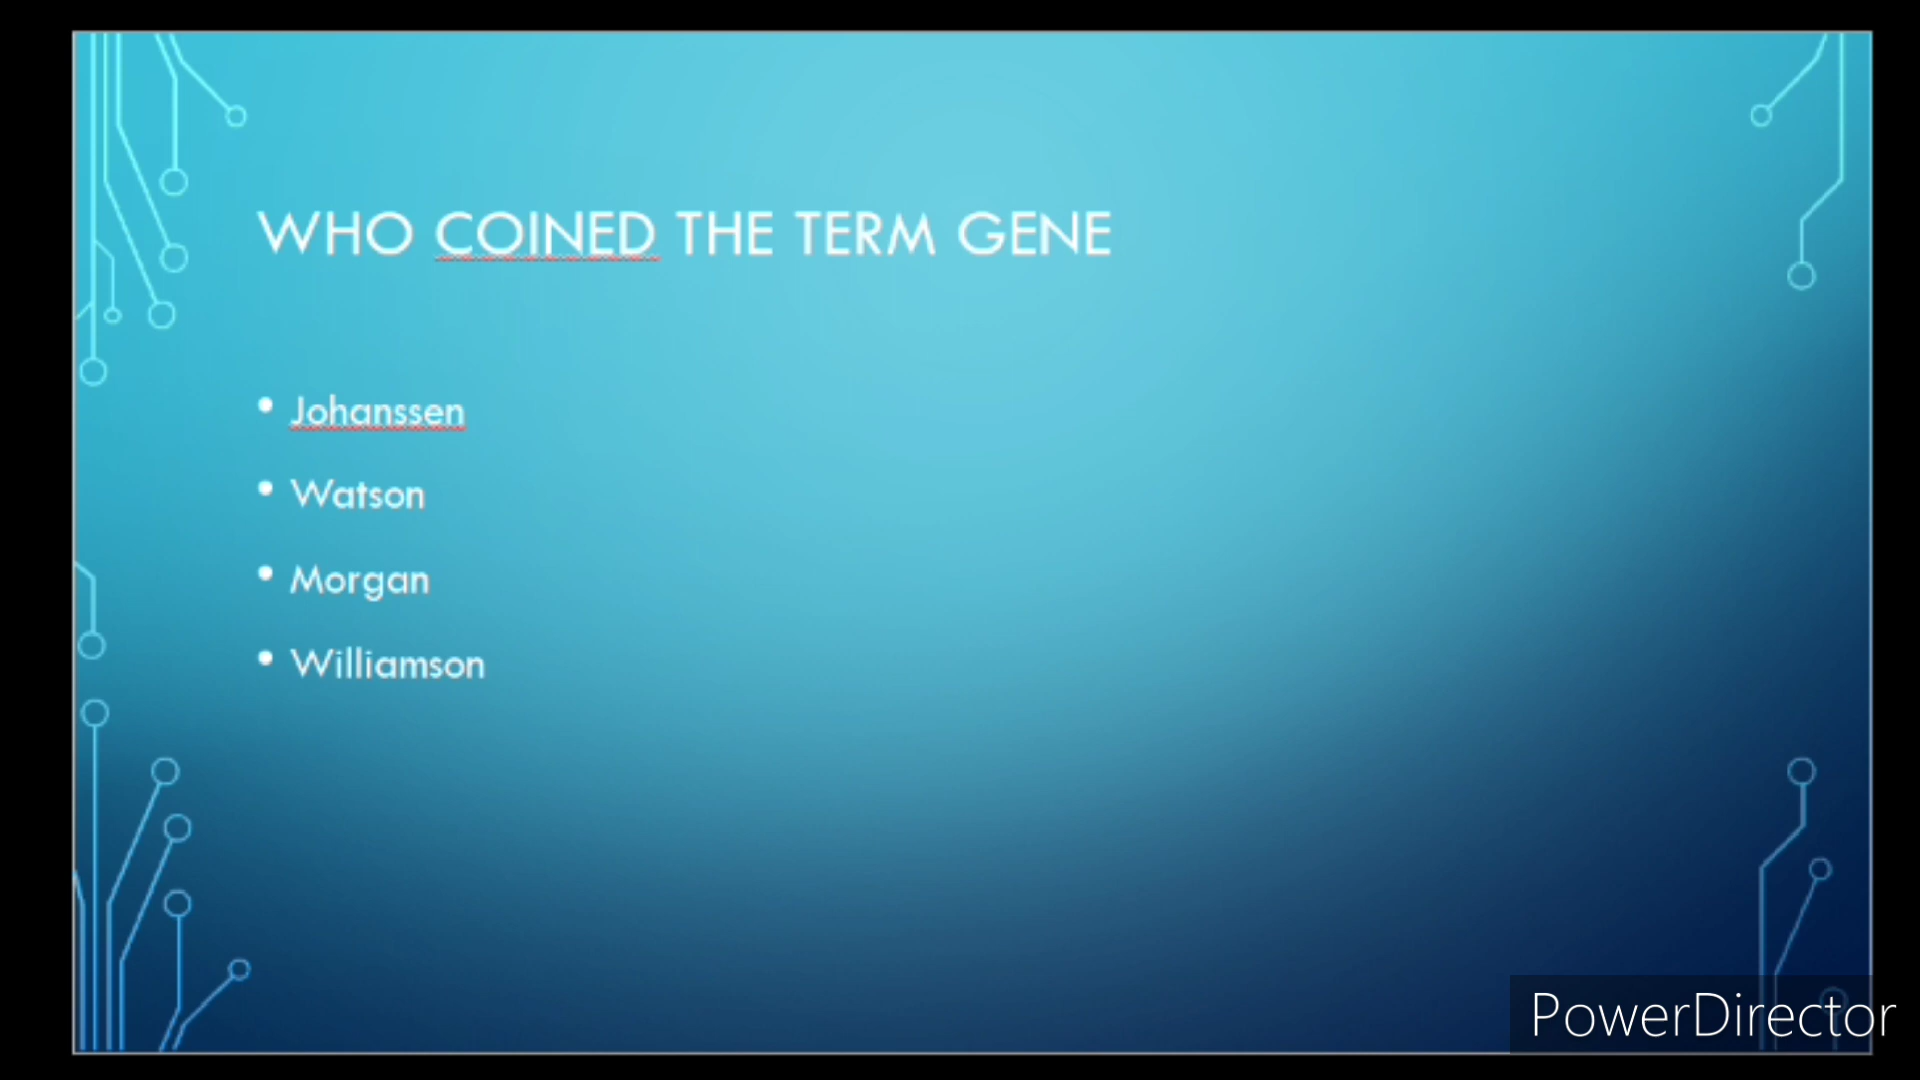 WHO COINED THE TERM GENE
• Johanssen
• Watson
• Morgan
• Williamson
PowerDirector